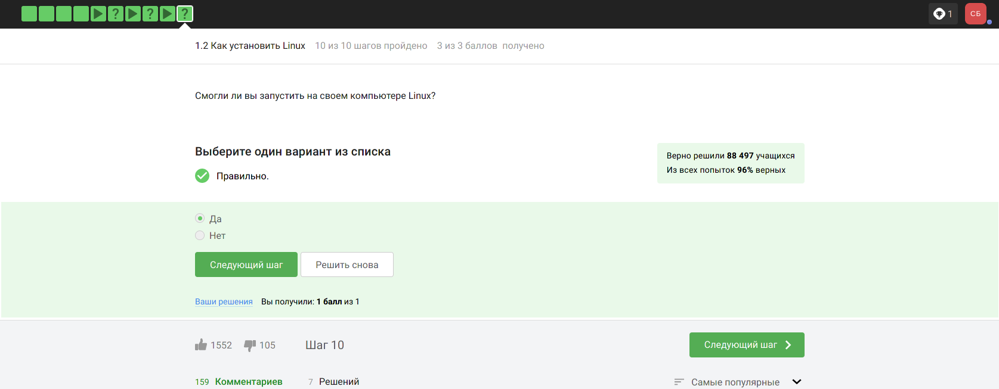 ? ? ?
1
СБ
1.2 Как установить Linux 10 из 10 шагов пройдено 3 из 3 баллов получено
Смогли ли вы запустить на своем компьютере Linux?
Выберите один вариант из списка
Правильно.
Верно решили 88 497 учащихся
Из всех попыток 96% верных
Да
Нет
Следующий шаг Решить снова
Ваши решения Вы получили: 1 балл из 1
1552 105 Шаг 10 Следующий шаг
159 Комментариев 7 Решений Самые популярные